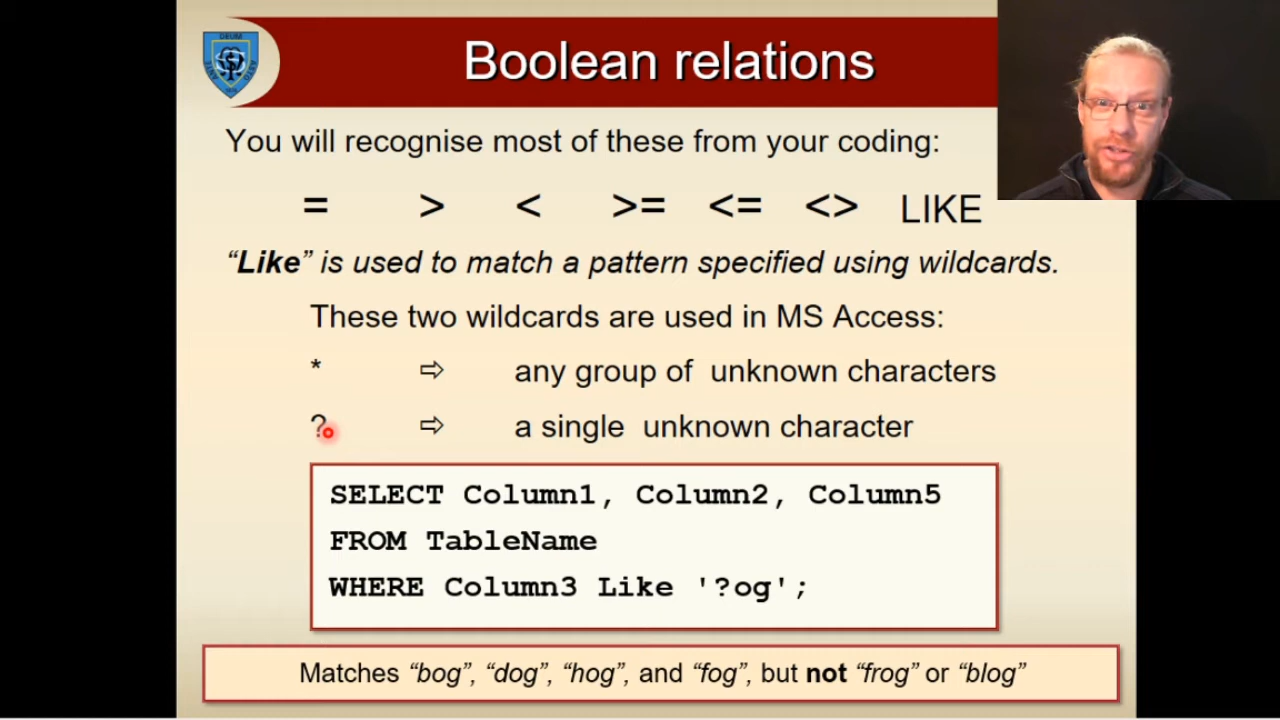 Boolean relations
You will recognise most of these from your coding:
= > < >= <= <> LIKE
“Like” is used to match a pattern specified using wildcards.
These two wildcards are used in MS Access:
* ⇨ any group of unknown characters
? ⇨ a single unknown character
SELECT Column1, Column2, Column5
FROM TableName
WHERE Column3 Like '?og';
Matches “bog”, “dog”, “hog”, and “fog”, but not “frog” or “blog”